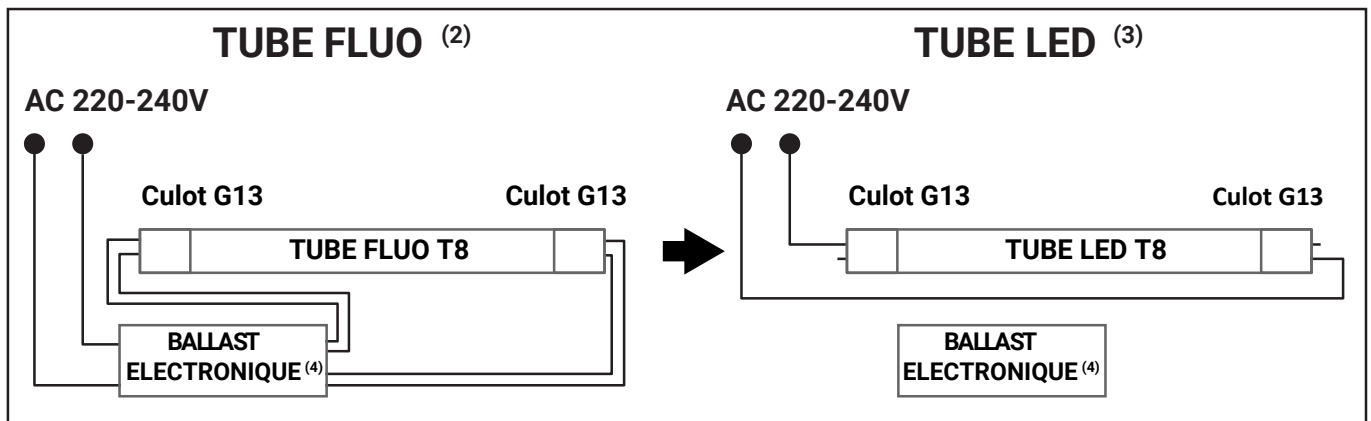 TUBE FLUO (2)
AC 220-240V
Culot G13
Culot G13
TUBE FLUO T8
BALLAST
ELECTRONIQUE (4)
TUBE LED (3)
AC 220-240V
Culot G13
Culot G13
TUBE LED T8
BALLAST
ELECTRONIQUE (4)